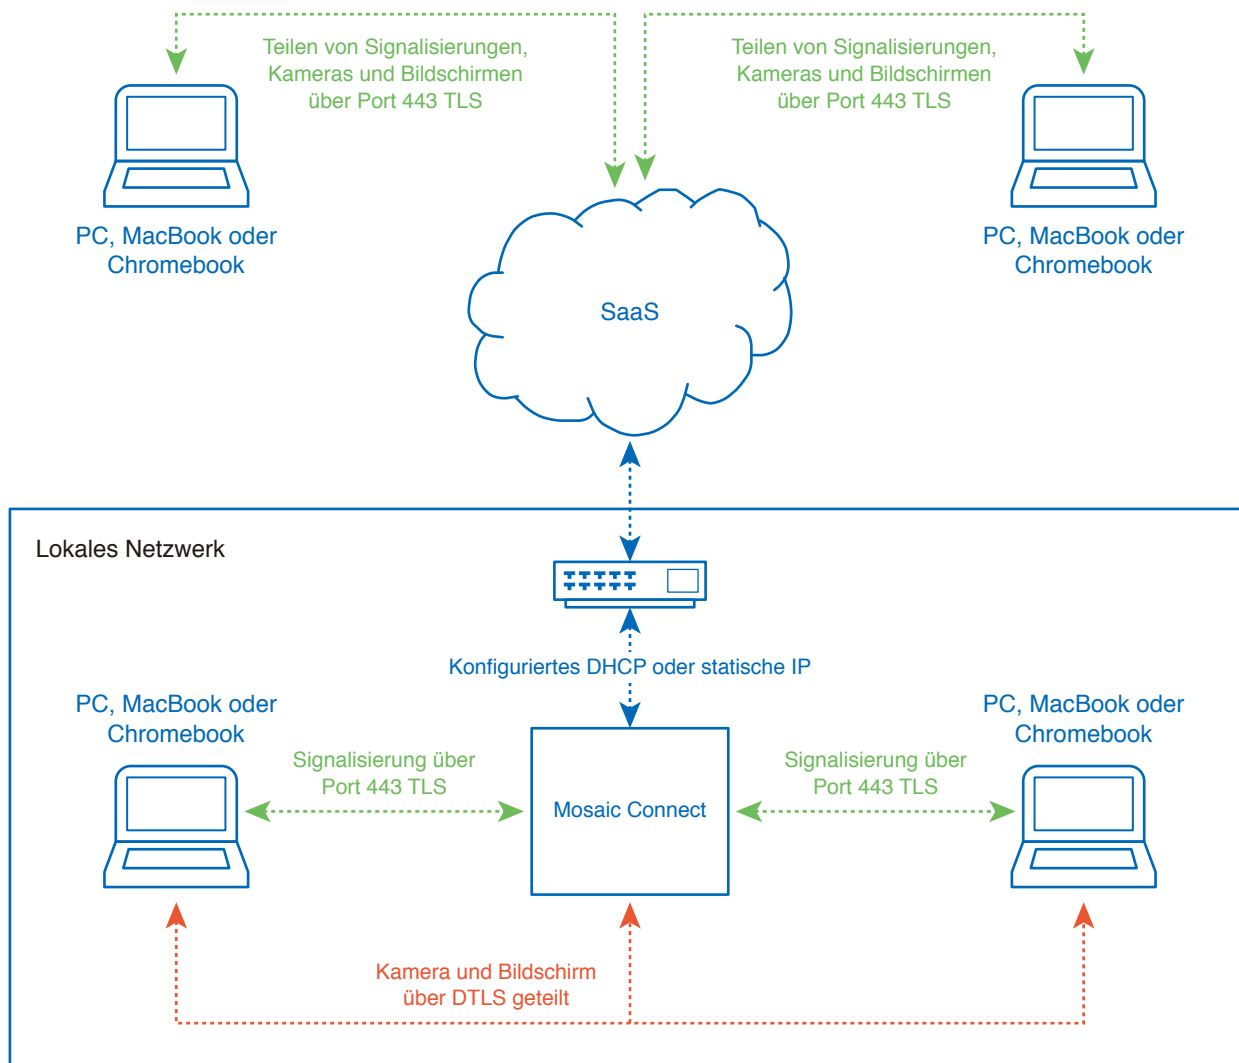 Teilen von Signalisierungen,
Kameras und Bildschirmen
über Port 443 TLS
Teilen von Signalisierungen,
Kameras und Bildschirmen
über Port 443 TLS
PC, MacBook oder
Chromebook
PC, MacBook oder
Chromebook
SaaS
Lokales Netzwerk
Konfiguriertes DHCP oder statische IP
PC, MacBook oder
Chromebook
PC, MacBook oder
Chromebook
Signalisierung über
Port 443 TLS
Signalisierung über
Port 443 TLS
Mosaic Connect
Kamera und Bildschirm
über DTLS geteilt